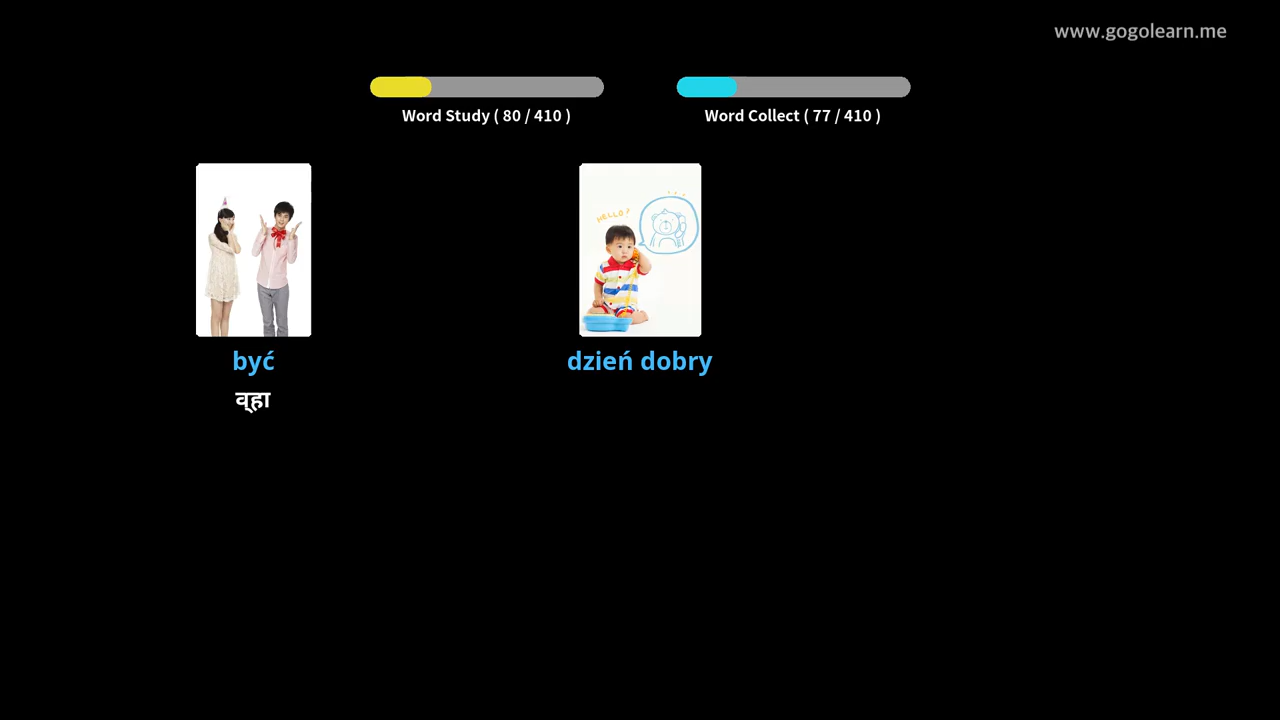 www.gogolearn.me
Word Study ( 80 / 410 )
Word Collect ( 77 / 410 )
HELLO?
być
dzień dobry
व्हा